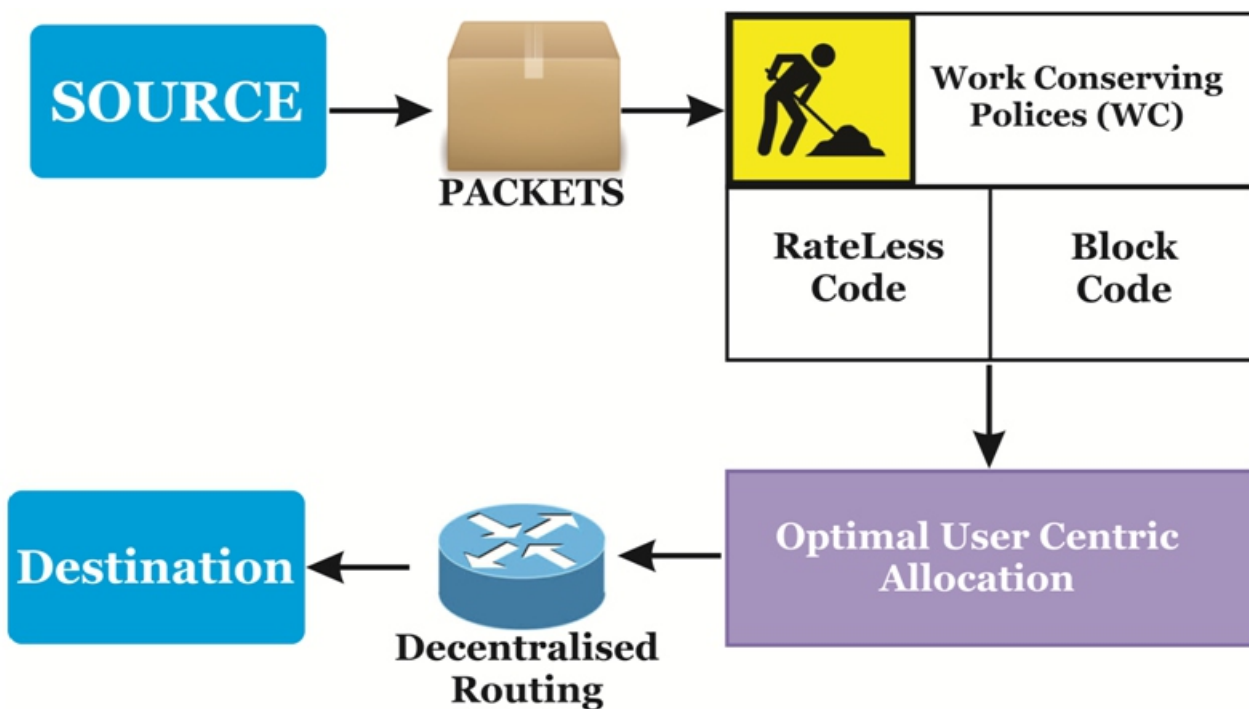 SOURCE
PACKETS
Work Conserving
Polices (WC)
RateLess
Code
Block
Code
Optimal User Centric
Allocation
Decentralised
Routing
Destination